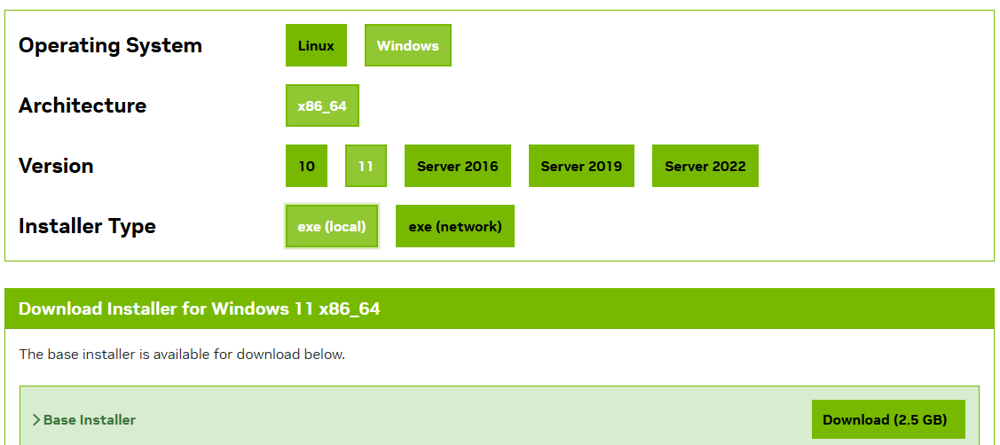 Operating System Linux Windows
Architecture x86_64
Version 10 11 Server 2016 Server 2019 Server 2022
Installer Type exe (local) exe (network)
Download Installer for Windows 11 x86_64
The base installer is available for download below.
Base Installer Download (2.5 GB)